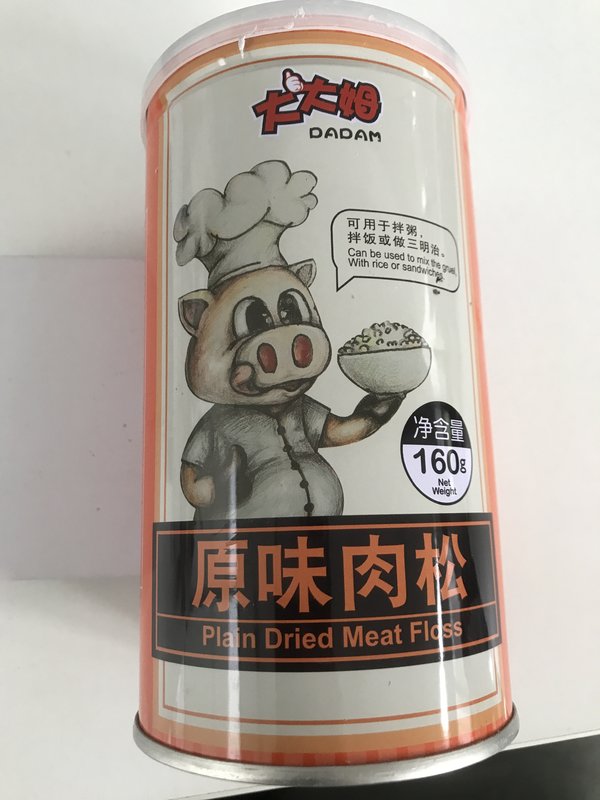 大大姆
DADAM
可用于拌粥，
拌饭或做三明治。
Can be used to mix the gruel
With rice or sandwiches.
净含量
160g
Net
Weight
原味肉松
Plain Dried Meat Floss